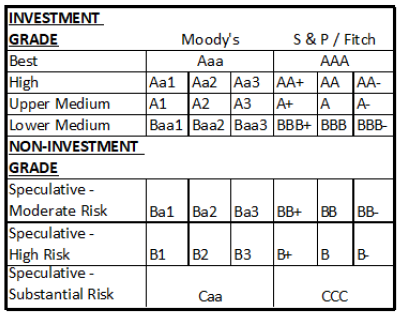 INVESTMENT
GRADE Moody's S & P / Fitch
Best Aaa AAA
High Aa1 Aa2 Aa3 AA+ AA AA-
Upper Medium A1 A2 A3 A+ A A-
Lower Medium Baa1 Baa2 Baa3 BBB+ BBB BBB-
NON-INVESTMENT
GRADE
Speculative -
Moderate Risk Ba1 Ba2 Ba3 BB+ BB BB-
Speculative -
High Risk B1 B2 B3 B+ B B-
Speculative -
Substantial Risk Caa CCC